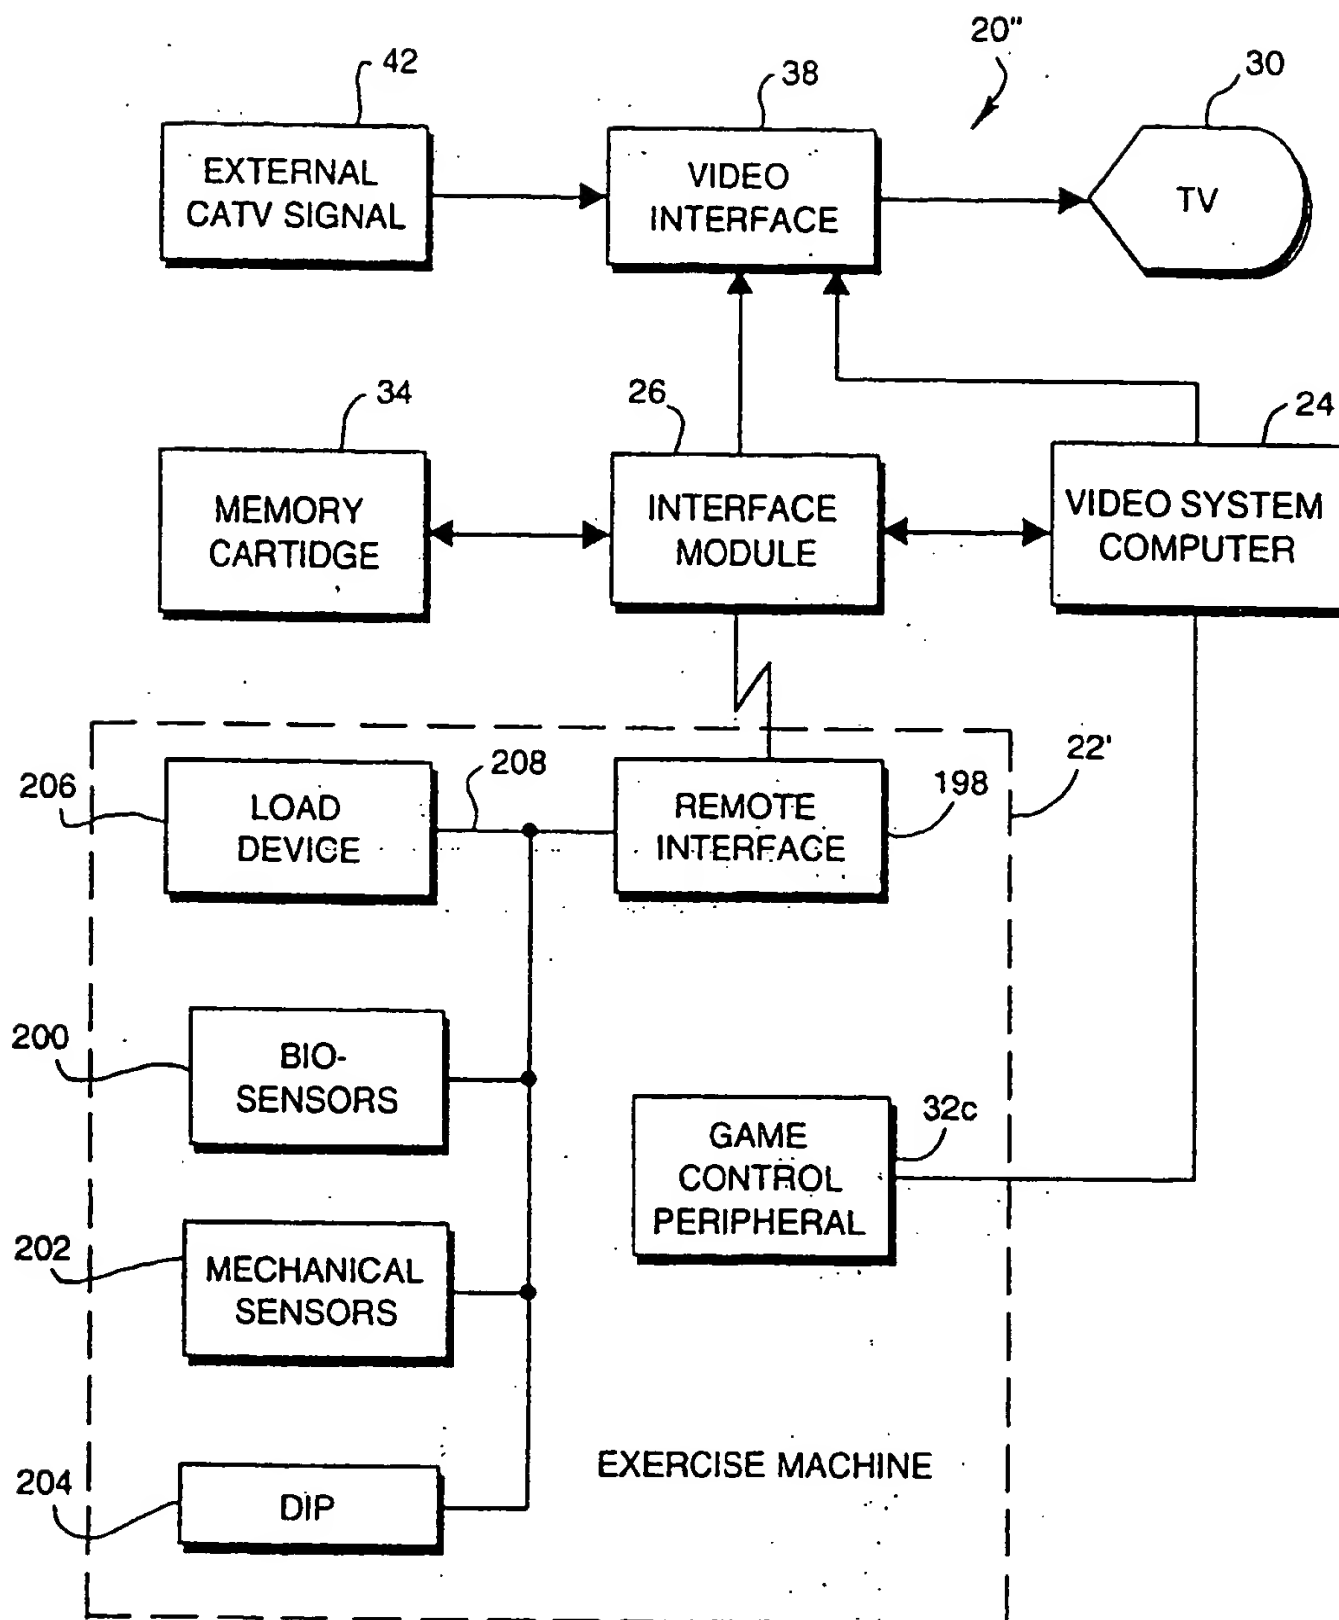 20"
42
38
30
EXTERNAL
CATV SIGNAL
VIDEO
INTERFACE
TV
34
26
24
MEMORY
CARTIDGE
INTERFACE
MODULE
VIDEO SYSTEM
COMPUTER
22'
206
208
198
LOAD
DEVICE
REMOTE
INTERFACE
200
BIO-
SENSORS
32c
GAME
CONTROL
PERIPHERAL
202
MECHANICAL
SENSORS
EXERCISE MACHINE
204
DIP